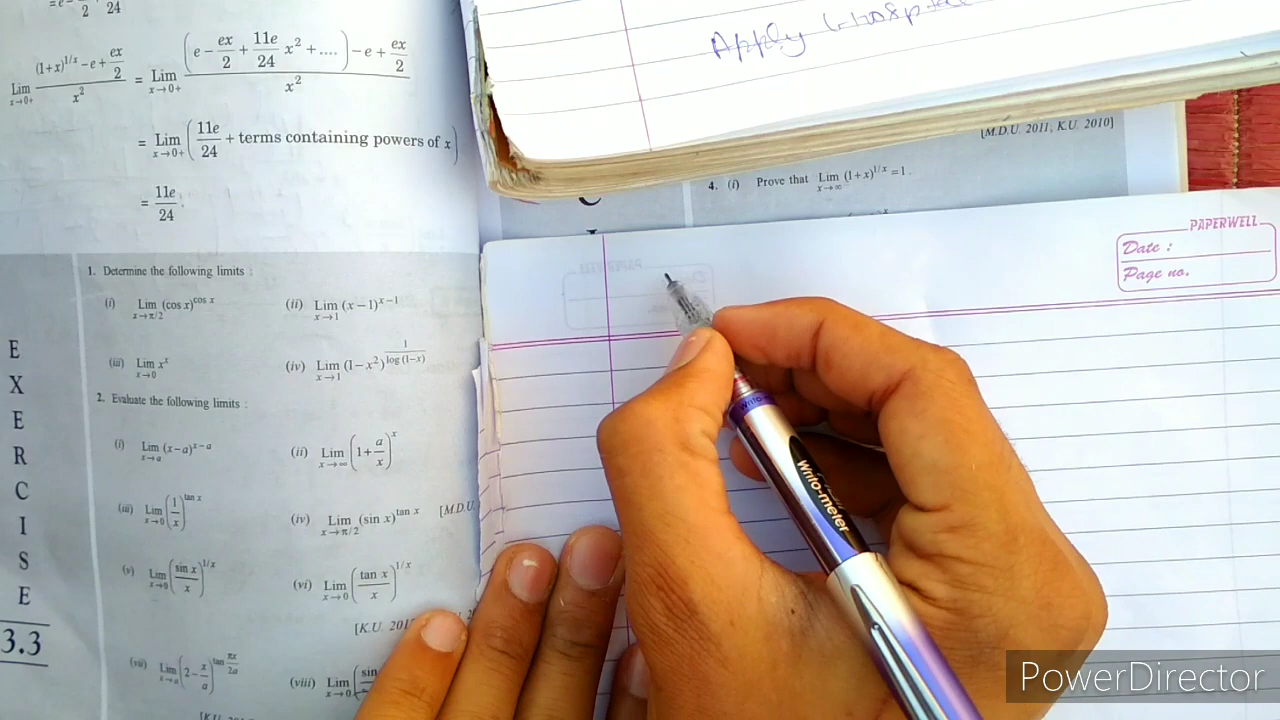 Lim x→0+ ((1+x)^{1/x} − e + ex/2)/x² = Lim x→0+ ((e − ex/2 + 11e/24 x² + ....) − e + ex/2)/x²
= Lim x→0+ (11e/24 + terms containing powers of x)
= 11e/24.
EXERCISE 3.3
1. Determine the following limits :
(i) Lim x→π/2 (cos x)^{cos x} (ii) Lim x→1 (x−1)^{x−1}
(iii) Lim x→0 x^x (iv) Lim x→1 (1−x²)^{1/log (1−x)}
2. Evaluate the following limits :
(i) Lim x→a (x−a)^{x−a} (ii) Lim x→∞ (1+a/x)^x
(iii) Lim x→0 (1/x)^{tan x} (iv) Lim x→π/2 (sin x)^{tan x} [M.D.U.
(v) Lim x→0 (sin x/x)^{1/x} (vi) Lim x→0 (tan x/x)^{1/x}
[K.U.
(vii) Lim x→a (2−x/a)^{tan πx/2a} (viii) Lim x→0 (sin
[K.U.
Apply
[M.D.U. 2011, K.U. 2010]
4. (i) Prove that Lim x→∞ (1+x)^{1/x} = 1.
PAPERWELL
Date :
Page no.
Writo-meter
PowerDirector